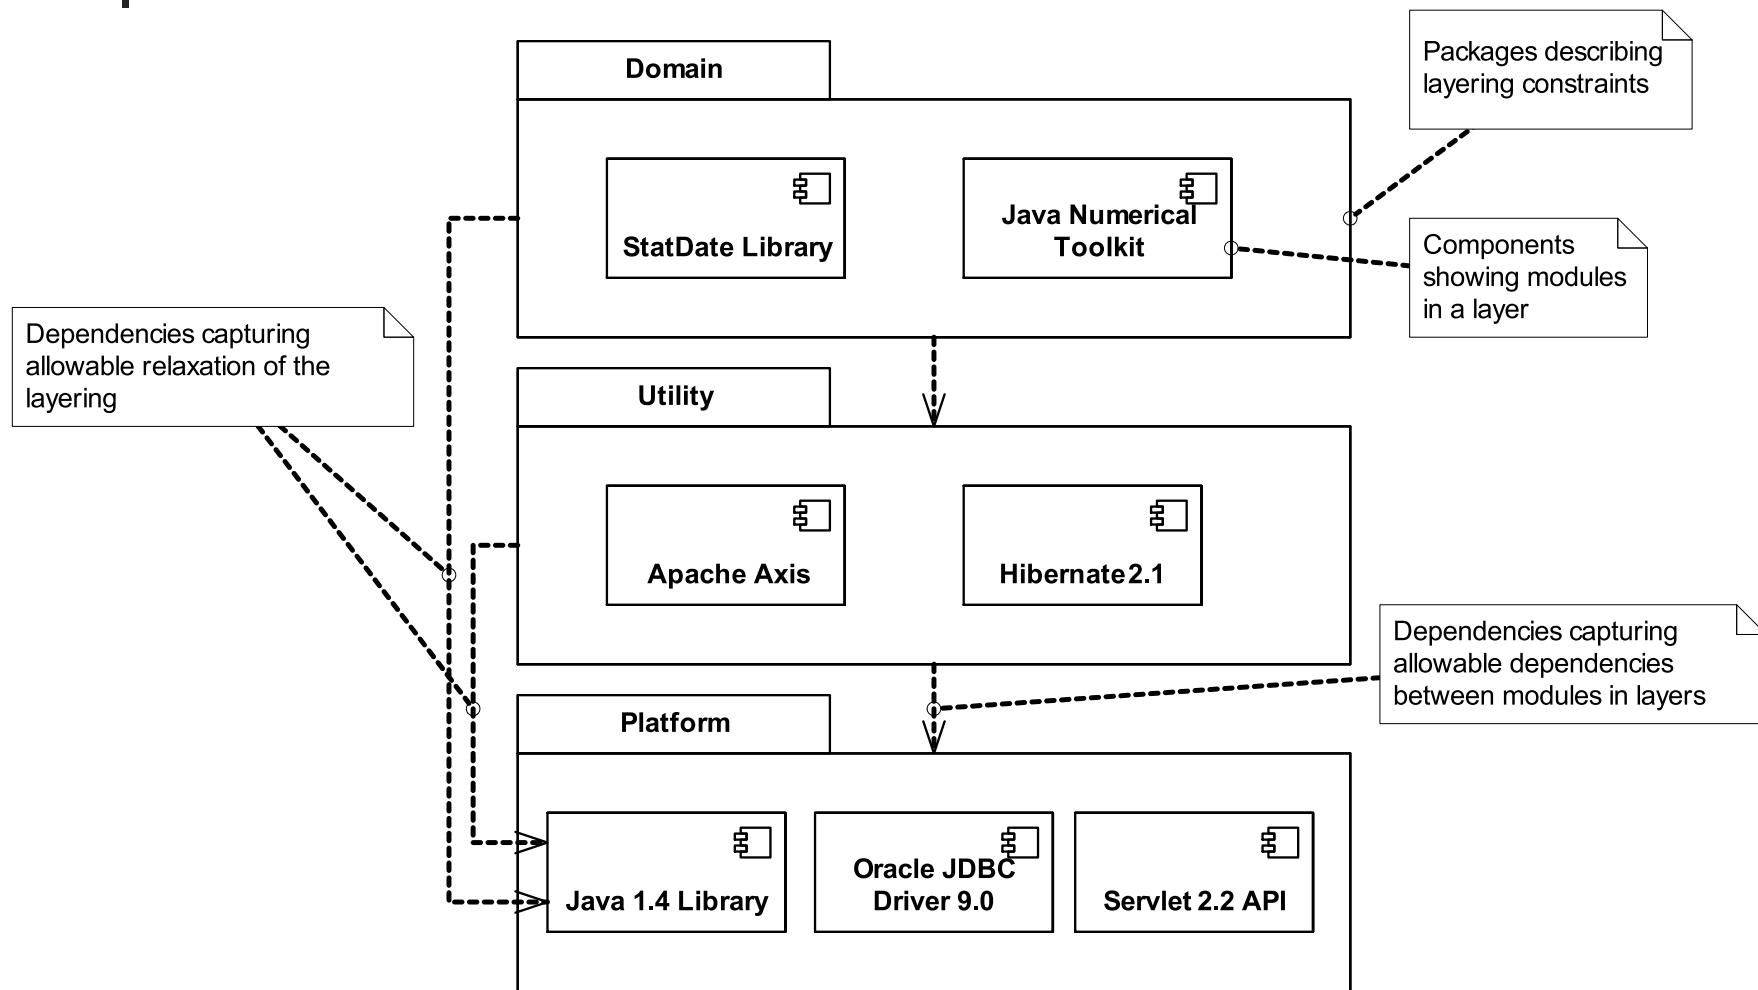 Domain
Packages describing
layering constraints
StatDate Library
Java Numerical
Toolkit
Components
showing modules
in a layer
Dependencies capturing
allowable relaxation of the
layering
Utility
Apache Axis
Hibernate 2.1
Dependencies capturing
allowable dependencies
between modules in layers
Platform
Java 1.4 Library
Oracle JDBC
Driver 9.0
Servlet 2.2 API